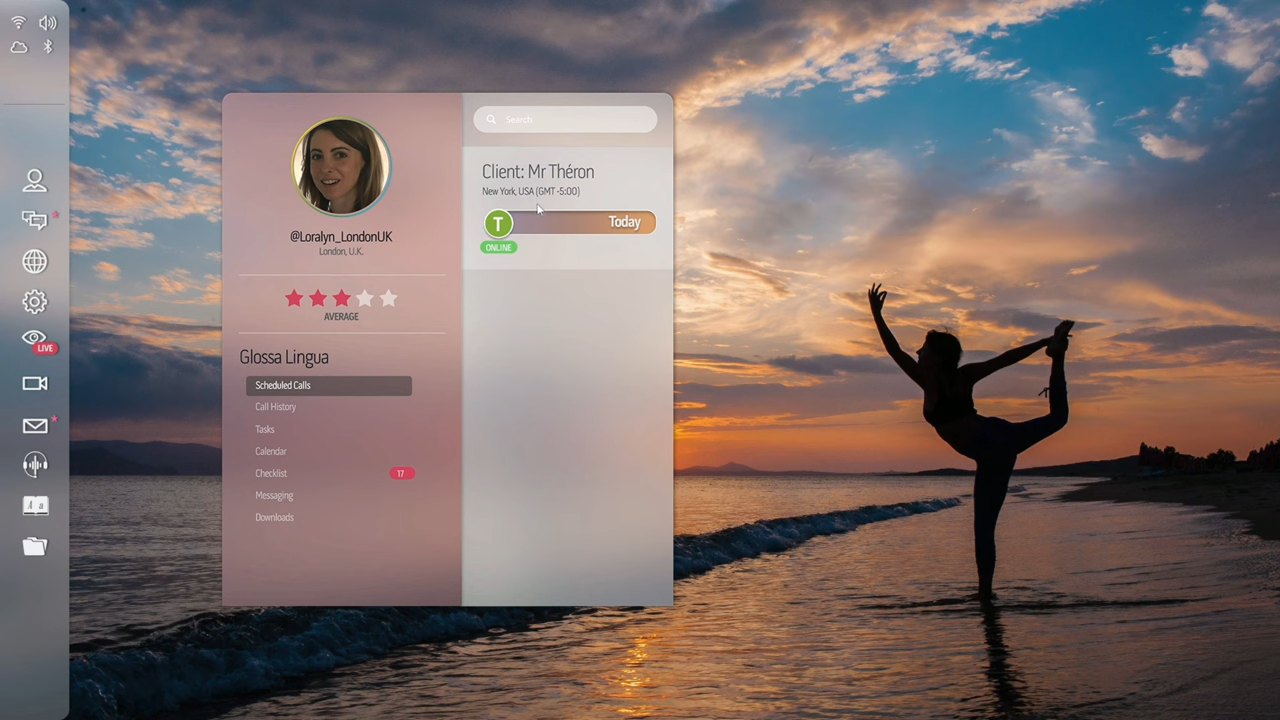 LIVE
@Loralyn_LondonUK
London, U.K.
AVERAGE
Glossa Lingua
Scheduled Calls
Call History
Tasks
Calendar
Checklist 17
Messaging
Downloads
Search
Client: Mr Théron
New York, USA (GMT -5:00)
T Today
ONLINE